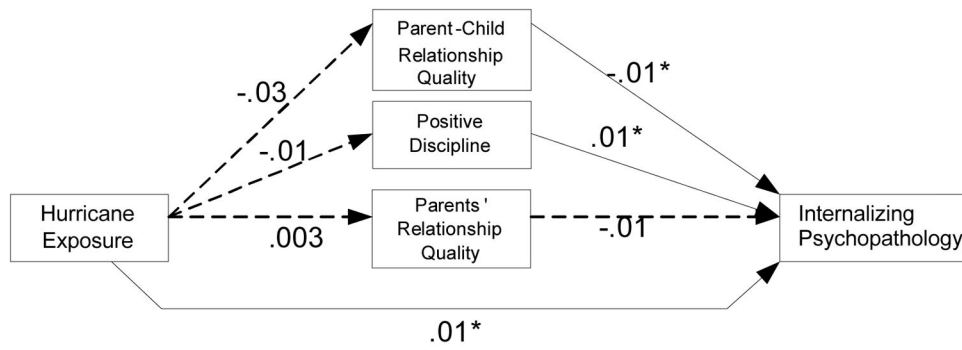 Parent-Child
Relationship
Quality
-.03
-.01*
Positive
Discipline
-.01
.01*
Hurricane
Exposure
.003
Parents'
Relationship
Quality
-.01
Internalizing
Psychopathology
.01*